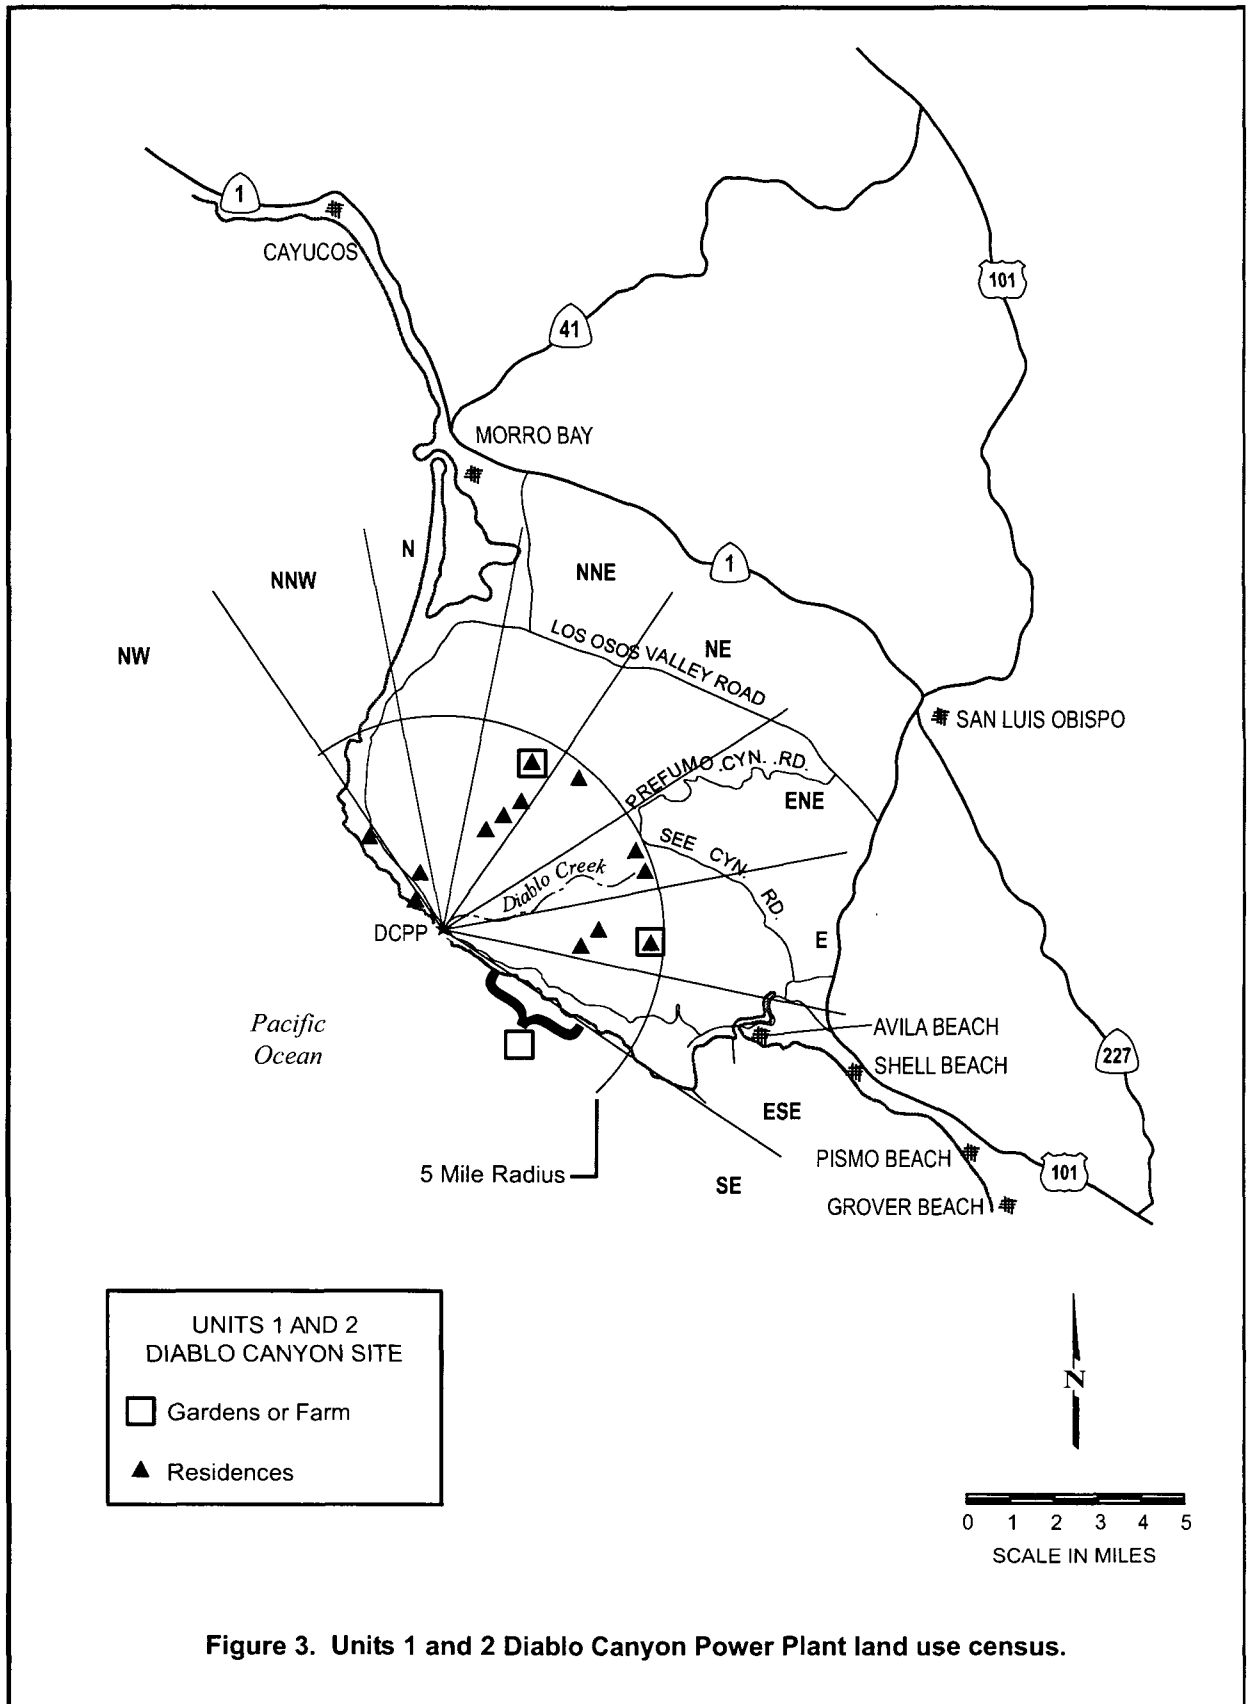 1
CAYUCOS
101
41
MORRO BAY
N
NNW
NNE
1
NW
LOS OSOS VALLEY ROAD
NE
SAN LUIS OBISPO
PREFUMO CYN. RD.
ENE
SEE CYN. RD.
Diablo Creek
DCPP
E
Pacific
Ocean
AVILA BEACH
SHELL BEACH
227
ESE
PISMO BEACH
5 Mile Radius
101
SE
GROVER BEACH
UNITS 1 AND 2
DIABLO CANYON SITE
Gardens or Farm
Residences
N
0 1 2 3 4 5
SCALE IN MILES
Figure 3. Units 1 and 2 Diablo Canyon Power Plant land use census.